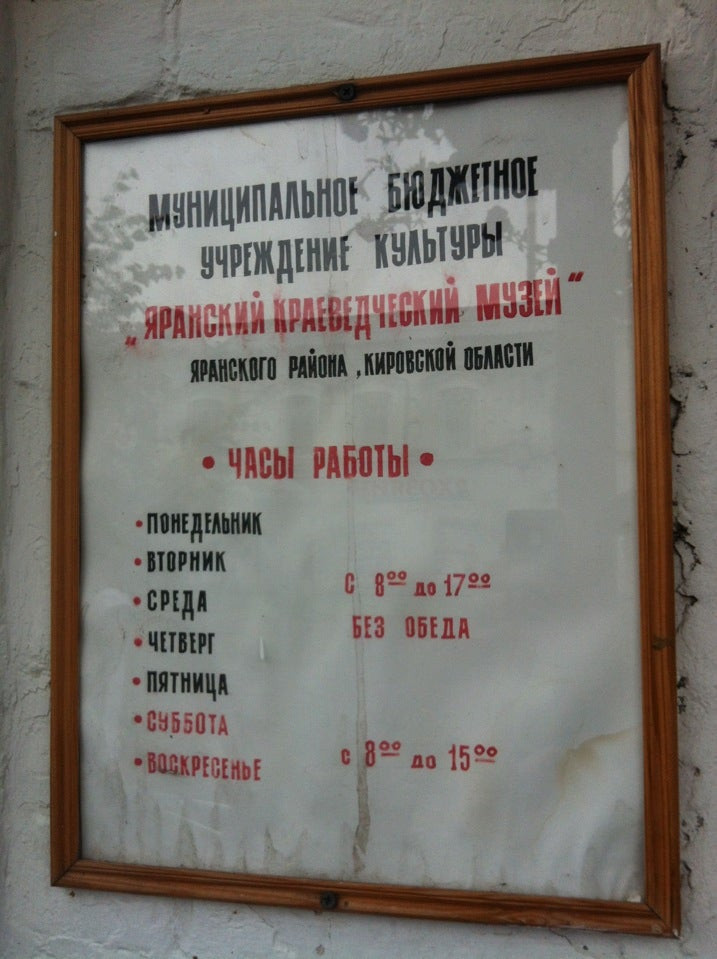 МУНИЦИПАЛЬНОЕ БЮДЖЕТНОЕ
УЧРЕЖДЕНИЕ КУЛЬТУРЫ
„ЯРАНСКИЙ КРАЕВЕДЧЕСКИЙ МУЗЕЙ“
ЯРАНСКОГО РАЙОНА, КИРОВСКОЙ ОБЛАСТИ
• ЧАСЫ РАБОТЫ •
• ПОНЕДЕЛЬНИК
• ВТОРНИК
• СРЕДА
• ЧЕТВЕРГ
• ПЯТНИЦА
С 8⁰⁰ до 17⁰⁰
БЕЗ ОБЕДА
• СУББОТА
• ВОСКРЕСЕНЬЕ
с 8⁰⁰ до 15⁰⁰